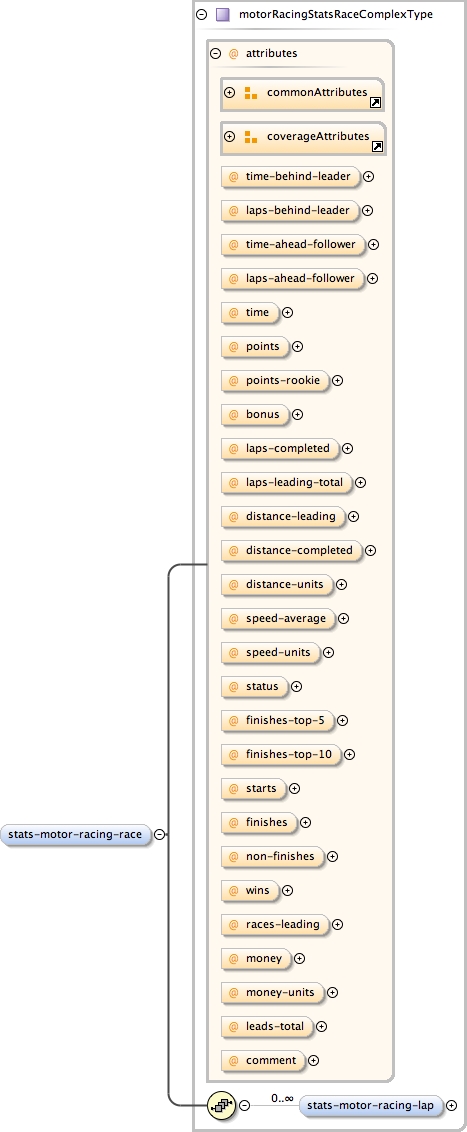 motorRacingStatsRaceComplexType
@ attributes
commonAttributes
coverageAttributes
@ time-behind-leader
@ laps-behind-leader
@ time-ahead-follower
@ laps-ahead-follower
@ time
@ points
@ points-rookie
@ bonus
@ laps-completed
@ laps-leading-total
@ distance-leading
@ distance-completed
@ distance-units
@ speed-average
@ speed-units
@ status
@ finishes-top-5
@ finishes-top-10
@ starts
@ finishes
stats-motor-racing-race
@ non-finishes
@ wins
@ races-leading
@ money
@ money-units
@ leads-total
@ comment
0..∞
stats-motor-racing-lap